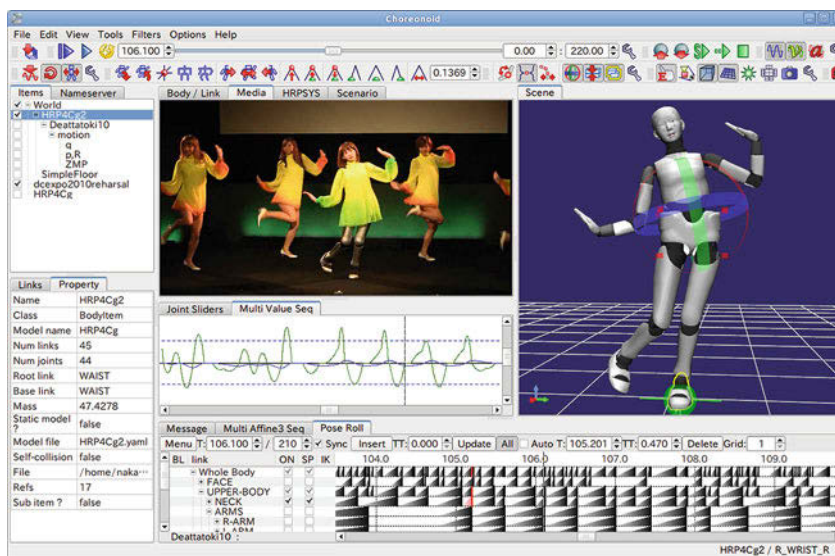 Choreonoid
File Edit View Tools Filters Options Help
106.100 0.00 : 220.00
0.1369
Items Nameserver
World
HRP4Cg2
Deattatoki10
motion
q
p,R
ZMP
SimpleFloor
dcexpo2010rehearsal
HRP4Cg
Body / Link Media HRPSYS Scenario
Scene
Links Property
Name HRP4Cg2
Class BodyItem
Model name HRP4Cg
Num links 45
Num joints 44
Root link WAIST
Base link WAIST
Mass 47.4278
Static model ? false
Model file HRP4Cg2.yaml
Self-collision false
File /home/naka···
Refs 17
Sub item ? false
Joint Sliders Multi Value Seq
Message Multi Affine3 Seq Pose Roll
Menu T: 106.100 / 210 Sync Insert TT: 0.000 Update All Auto T: 105.201 TT: 0.470 Delete Grid: 1
BL link ON SP IK 104.0 105.0 106.0 107.0 108.0 109.0
Whole Body
FACE
UPPER-BODY
NECK
ARMS
R-ARM
L-ARM
Deattatoki10 :
HRP4Cg2 / R_WRIST_R